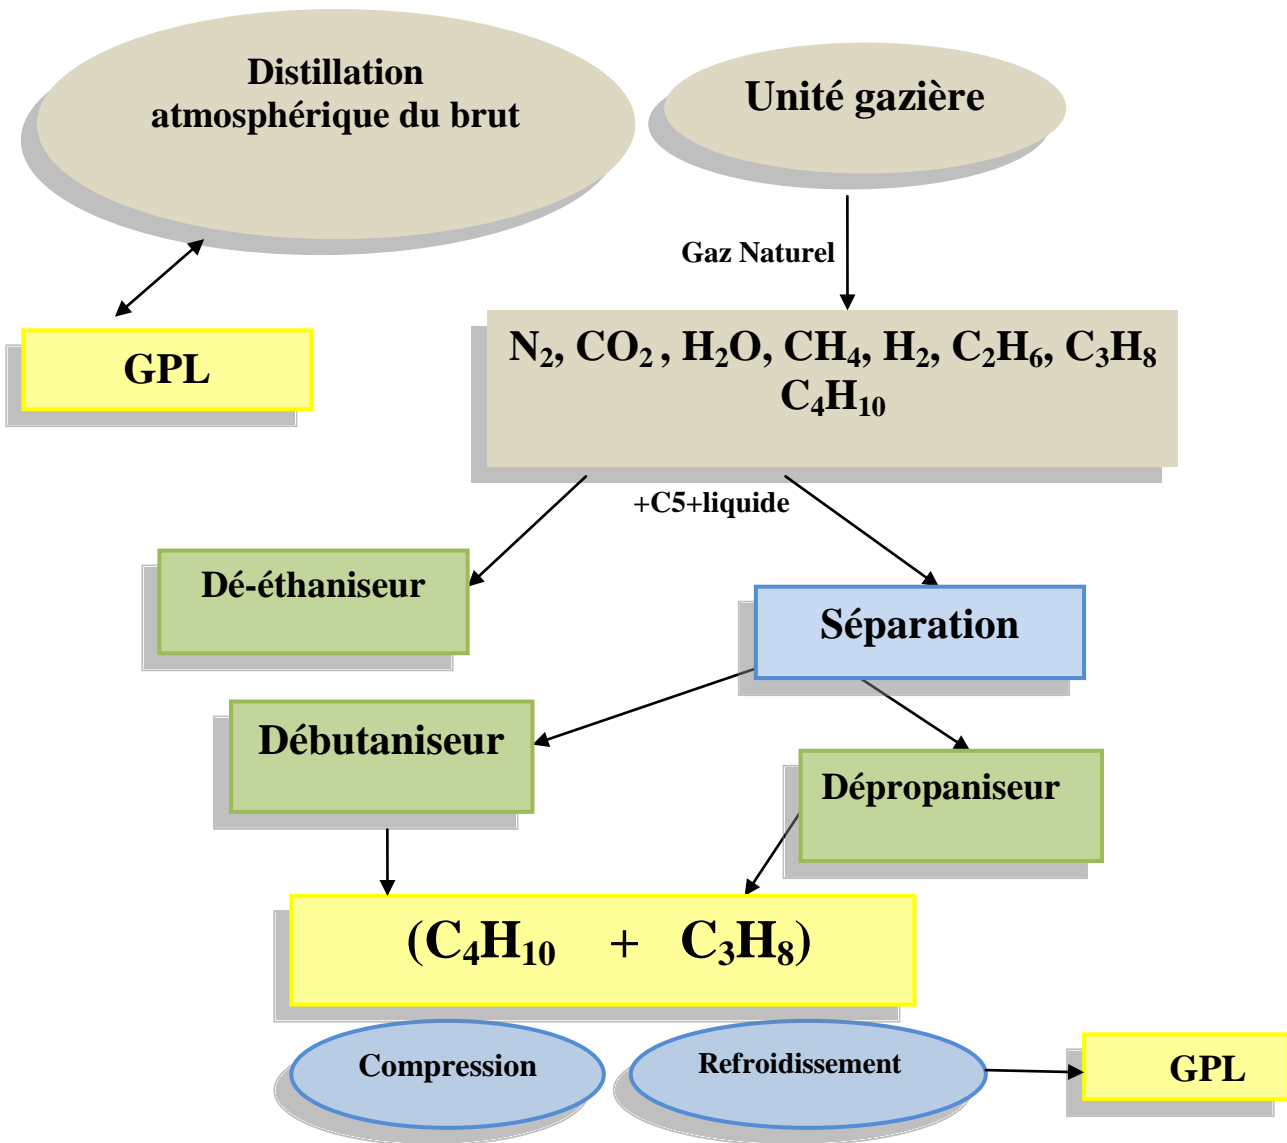 Distillation
atmosphérique du brut
Unité gazière
Gaz Naturel
GPL
N₂, CO₂ , H₂O, CH₄, H₂, C₂H₆, C₃H₈
C₄H₁₀
+C5+liquide
Dé-éthaniseur
Séparation
Débutaniseur
Dépropaniseur
(C₄H₁₀ + C₃H₈)
Compression
Refroidissement
GPL